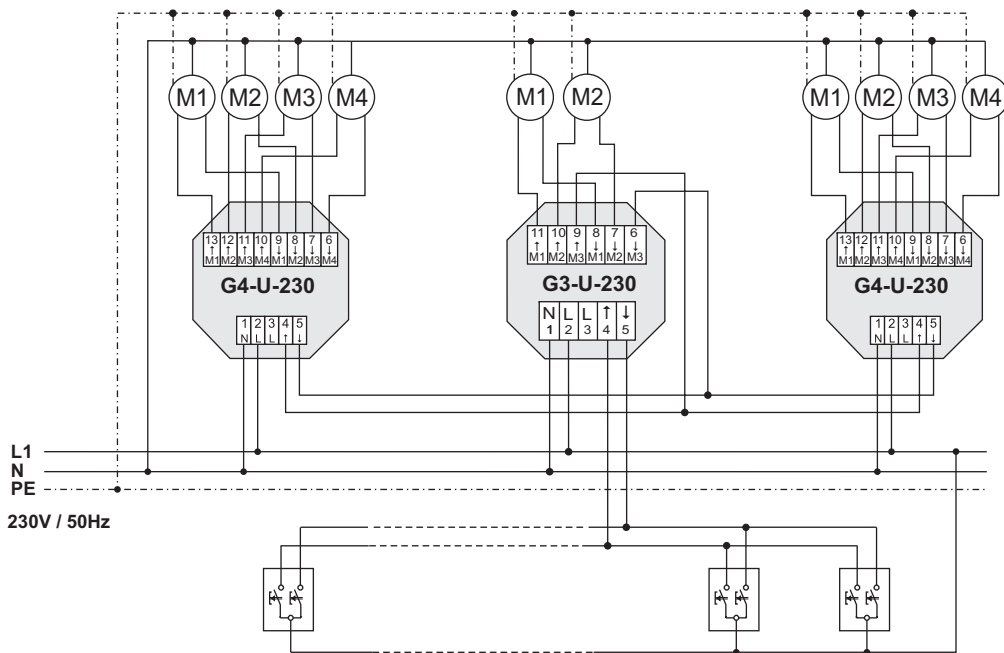 M1 M2 M3 M4 M1 M2 M1 M2 M3 M4
13 12 11 10 9 8 7 6
↑ ↑ ↑ ↑ ↓ ↓ ↓ ↓
M1 M2 M3 M4 M1 M2 M3 M4
G4-U-230
1 2 3 4 5
N L L ↑ ↓
11 10 9 8 7 6
↑ ↑ ↑ ↓ ↓ ↓
M1 M2 M3 M1 M2 M3
G3-U-230
N L L ↑ ↓
1 2 3 4 5
13 12 11 10 9 8 7 6
↑ ↑ ↑ ↑ ↓ ↓ ↓ ↓
M1 M2 M3 M4 M1 M2 M3 M4
G4-U-230
1 2 3 4 5
N L L ↑ ↓
L1
N
PE
230V / 50Hz